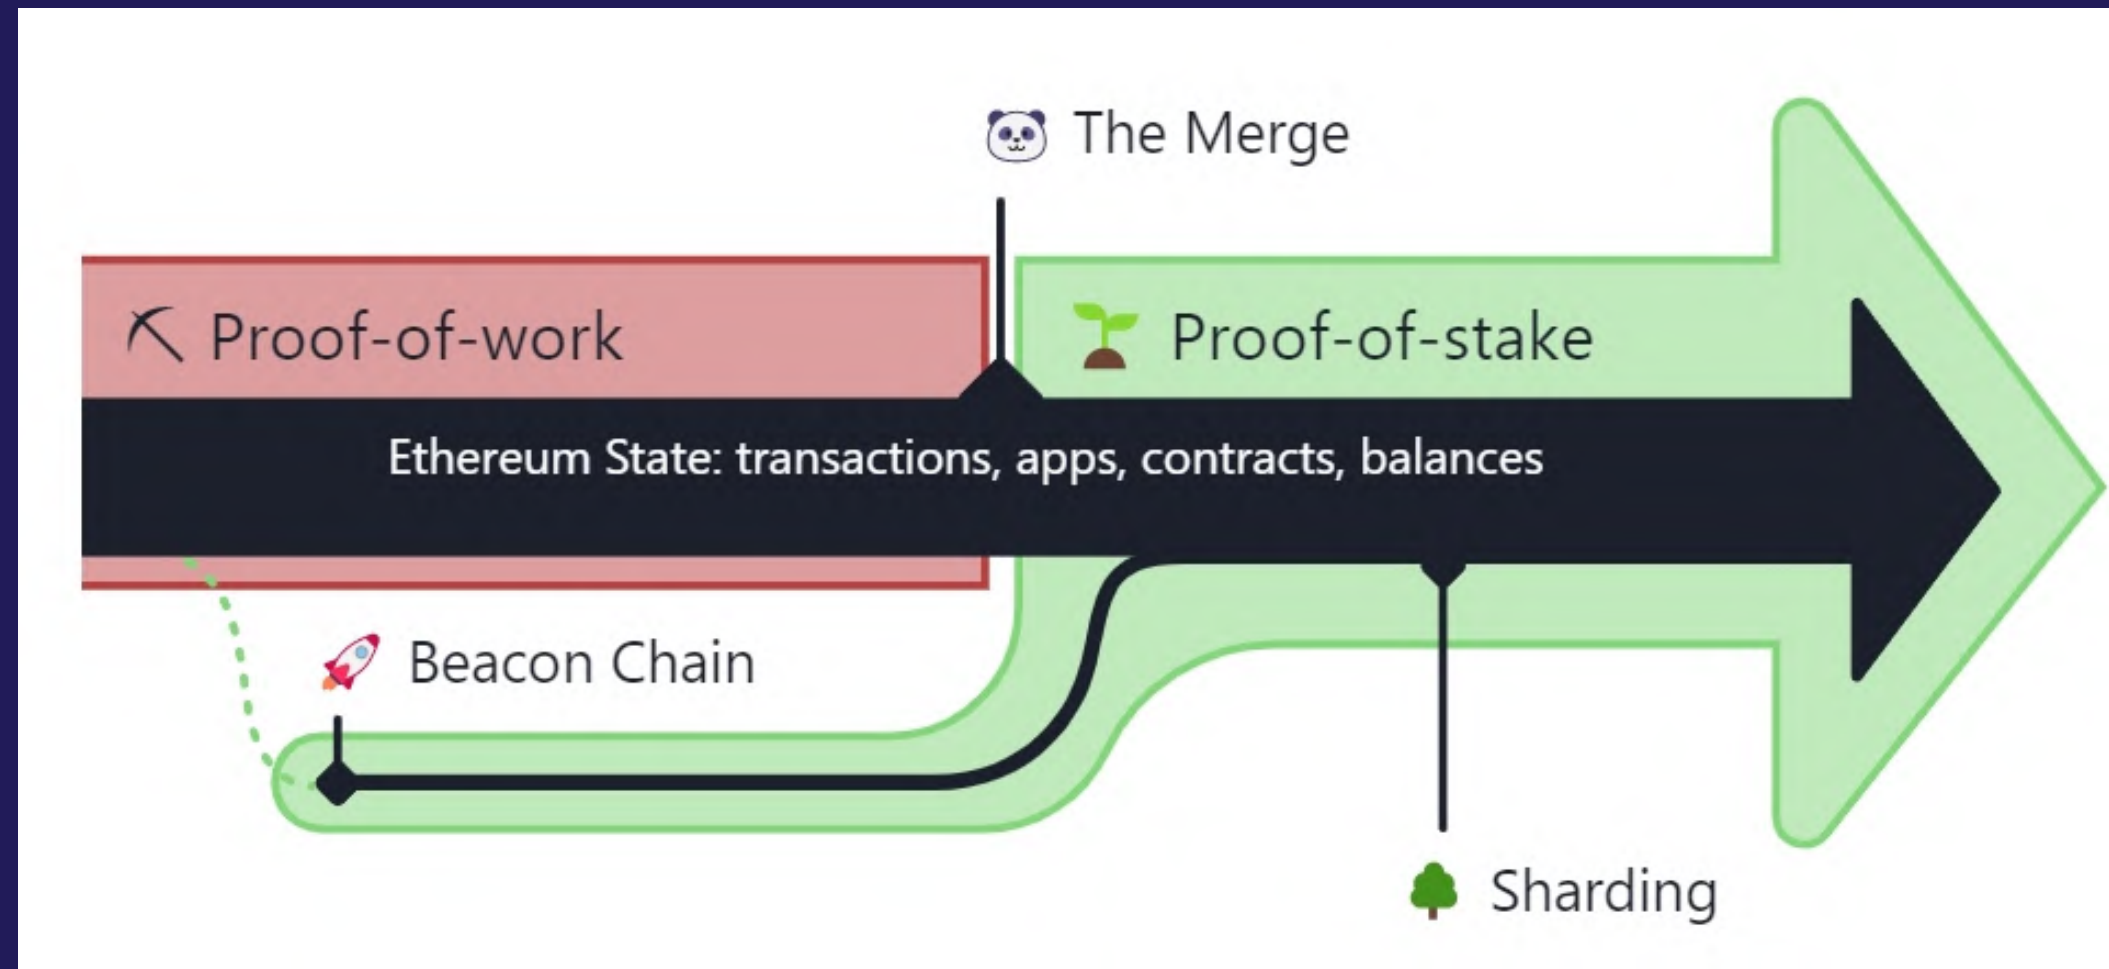 The Merge
Proof-of-work
Proof-of-stake
Ethereum State: transactions, apps, contracts, balances
Beacon Chain
Sharding